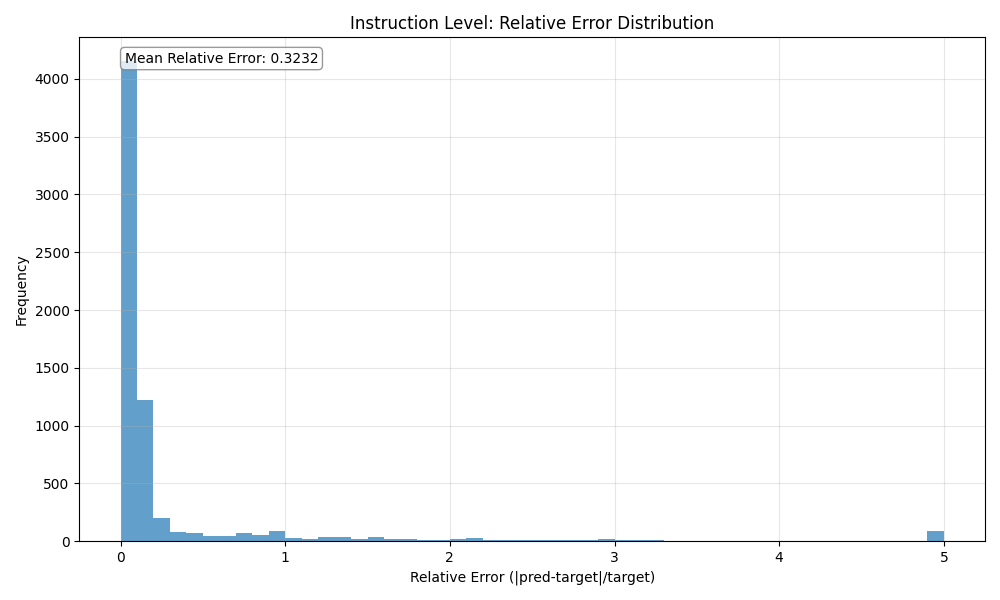 Instruction Level: Relative Error Distribution
Mean Relative Error: 0.3232
Frequency
4000
3500
3000
2500
2000
1500
1000
500
0
0 1 2 3 4 5
Relative Error (|pred-target|/target)